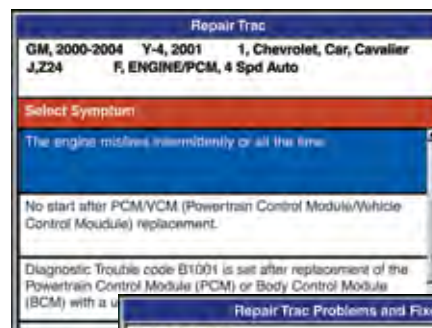 Repair Trac
GM, 2000-2004 Y-4, 2001 1, Chevrolet, Car, Cavalier
J,Z24 F, ENGINE/PCM, 4 Spd Auto
Select Symptom
The engine misfires intermittently or all the time.
No start after PCM/VCM (Powertrain Control Module/Vehicle
Control Moudule) replacement.
Diagnostic Trouble code B1001 is set after replacement of the
Powertrain Control Module (PCM) or Body Control Module
(BCM) with a u
Repair Trac Problems and Fixe